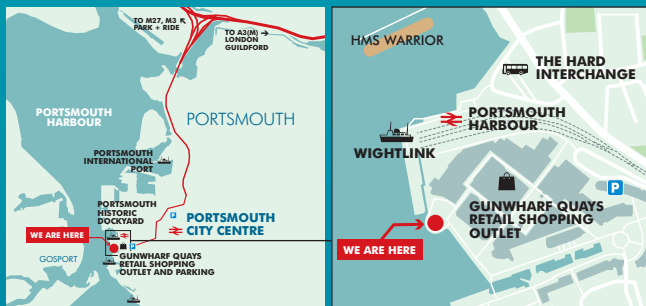 TO M27, M3
PARK + RIDE
TO A3(M)
LONDON
GUILDFORD
PORTSMOUTH
HARBOUR
PORTSMOUTH
PORTSMOUTH
INTERNATIONAL
PORT
PORTSMOUTH
HISTORIC
DOCKYARD
P
PORTSMOUTH
CITY CENTRE
WE ARE HERE
P
GOSPORT
GUNWHARF QUAYS
RETAIL SHOPPING
OUTLET AND PARKING
HMS WARRIOR
THE HARD
INTERCHANGE
PORTSMOUTH
HARBOUR
WIGHTLINK
P
GUNWHARF QUAYS
RETAIL SHOPPING
OUTLET
WE ARE HERE